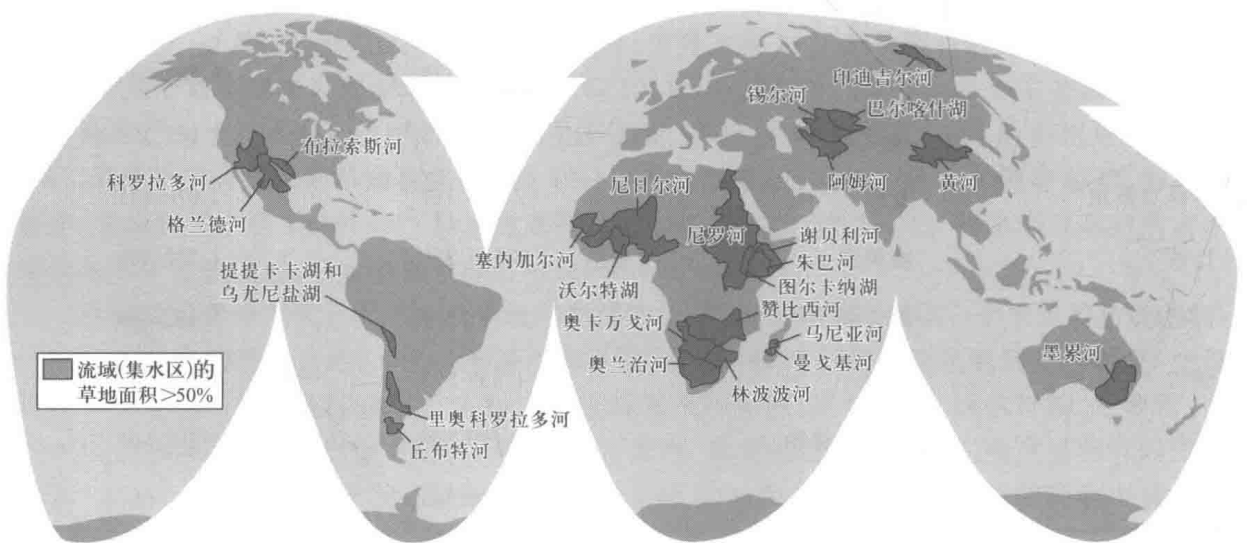 印迪吉尔河
锡尔河
巴尔喀什湖
布拉索斯河
科罗拉多河
尼日尔河
阿姆河
黄河
格兰德河
尼罗河
谢贝利河
塞内加尔河
朱巴河
提提卡卡湖和
乌尤尼盐湖
沃尔特湖
图尔卡纳湖
赞比西河
奥卡万戈河
马尼亚河
墨累河
流域(集水区)的
草地面积>50%
奥兰治河
曼戈基河
林波波河
里奥科罗拉多河
丘布特河